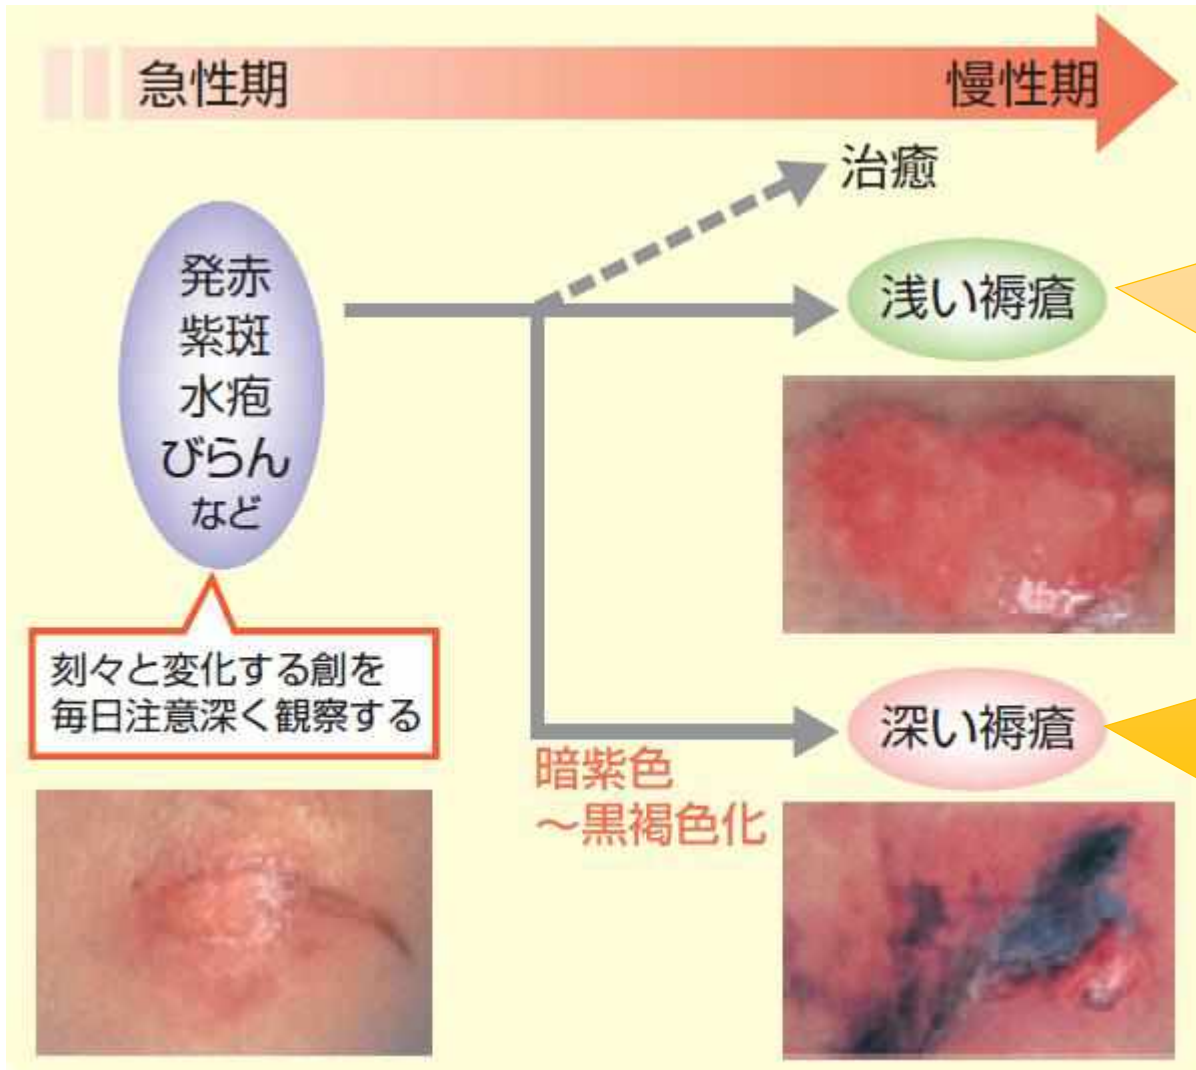 急性期
慢性期
治癒
発赤
紫斑
水疱
びらん
など
浅い褥瘡
刻々と変化する創を
毎日注意深く観察する
深い褥瘡
暗紫色
～黒褐色化